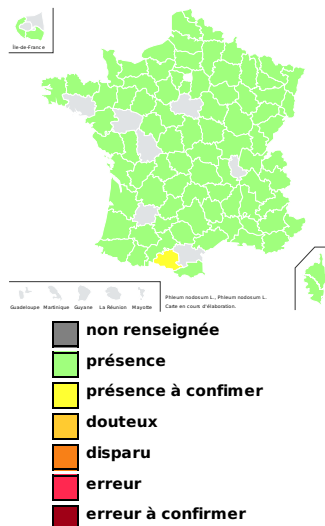 Île-de-France
Guadeloupe Martinique Guyane La Réunion Mayotte
Phleum nodosum L., Phleum nodosum L.
Carte en cours d'élaboration.
non renseignée
présence
présence à confimer
douteux
disparu
erreur
erreur à confirmer